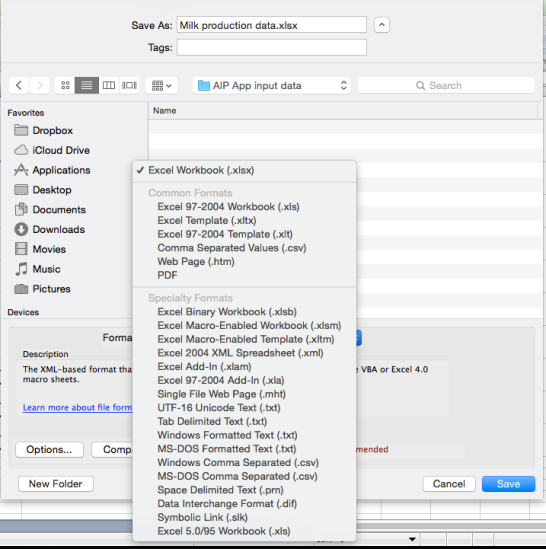 Save As: Milk production data.xlsx
Tags:
AIP App input data
Search
Favorites
Name
Dropbox
iCloud Drive
Applications
Desktop
Documents
Downloads
Movies
Music
Pictures
Devices
✓ Excel Workbook (.xlsx)
Common Formats
Excel 97-2004 Workbook (.xls)
Excel Template (.xltx)
Excel 97-2004 Template (.xlt)
Comma Separated Values (.csv)
Web Page (.htm)
PDF
Specialty Formats
Excel Binary Workbook (.xlsb)
Excel Macro-Enabled Workbook (.xlsm)
Excel Macro-Enabled Template (.xltm)
Excel 2004 XML Spreadsheet (.xml)
Excel Add-In (.xlam)
Excel 97-2004 Add-In (.xla)
Single File Web Page (.mht)
UTF-16 Unicode Text (.txt)
Tab Delimited Text (.txt)
Windows Formatted Text (.txt)
MS-DOS Formatted Text (.txt)
Windows Comma Separated (.csv)
MS-DOS Comma Separated (.csv)
Space Delimited Text (.prn)
Data Interchange Format (.dif)
Symbolic Link (.slk)
Excel 5.0/95 Workbook (.xls)
Forma
Description
The XML-based format tha
e VBA or Excel 4.0
macro sheets.
Learn more about file form
Options...
Comp
mended
New Folder
Cancel
Save